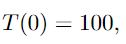 T(0) = 100,